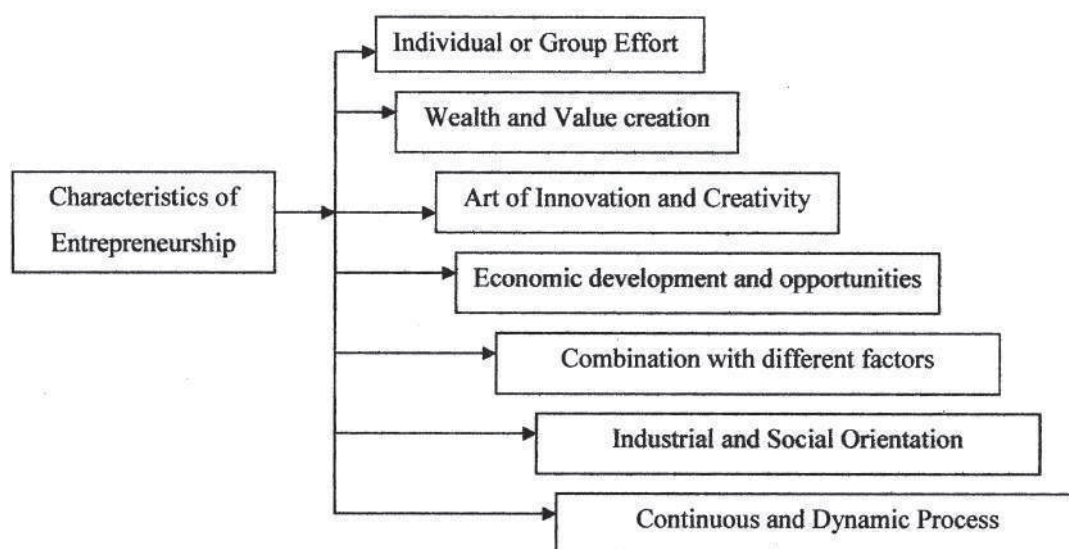 Individual or Group Effort
Wealth and Value creation
Characteristics of
Entrepreneurship
Art of Innovation and Creativity
Economic development and opportunities
Combination with different factors
Industrial and Social Orientation
Continuous and Dynamic Process